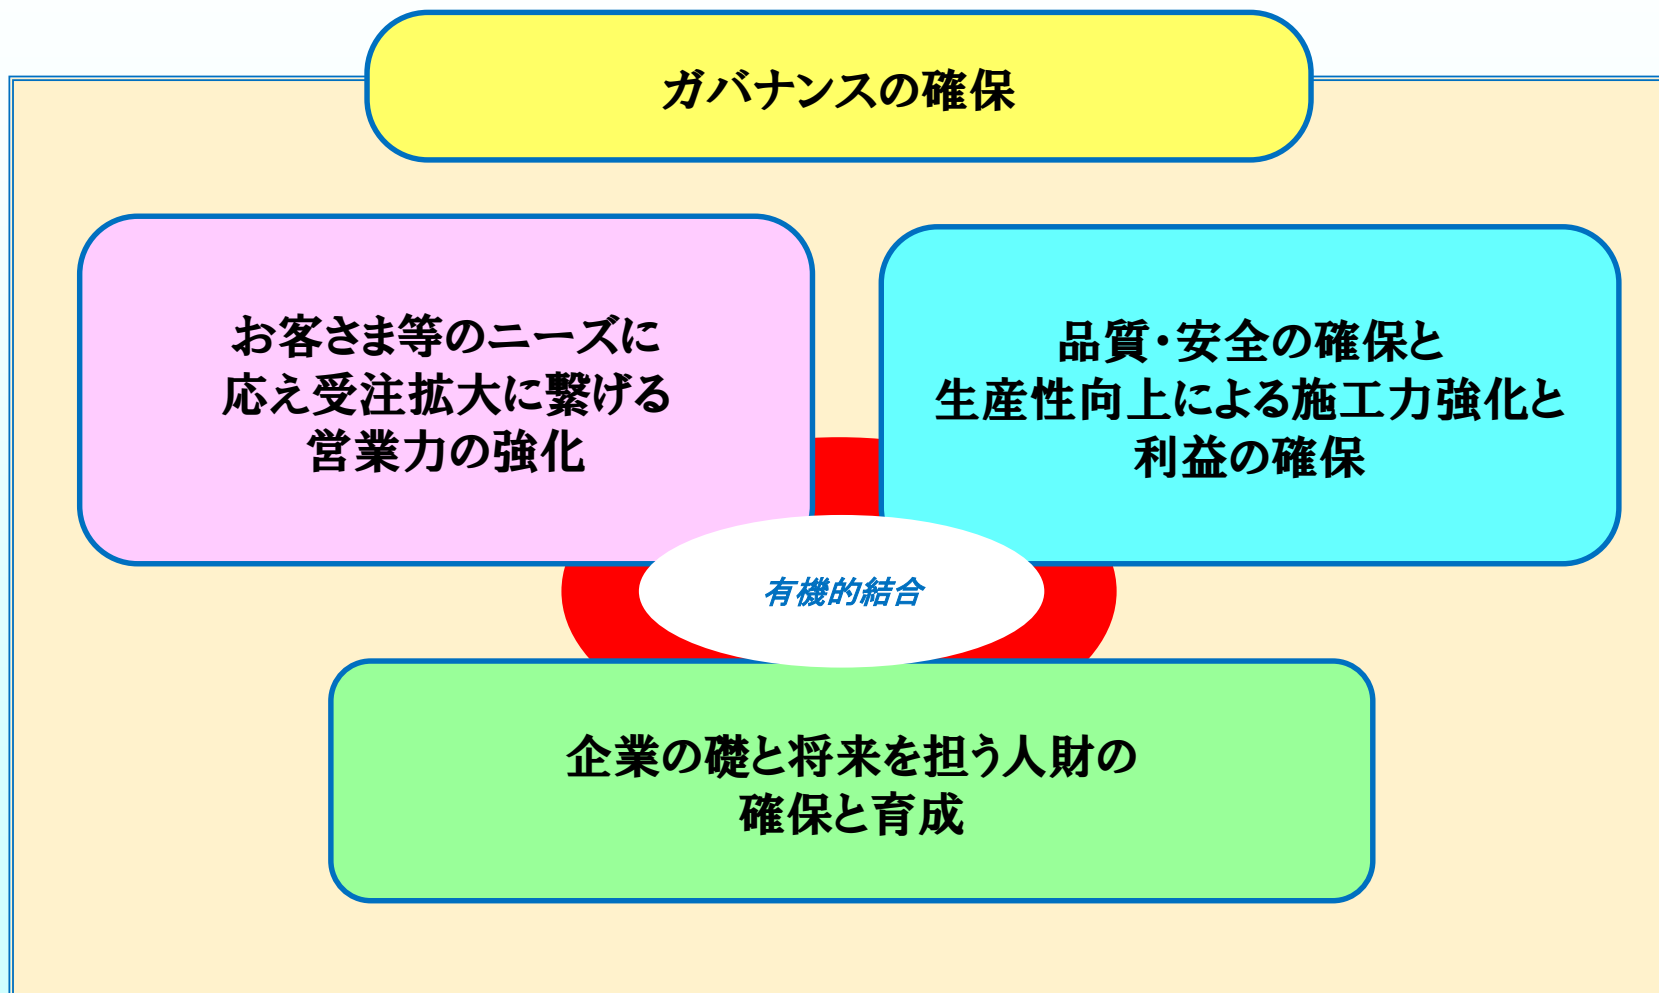 ガバナンスの確保
お客さま等のニーズに
応え受注拡大に繋げる
営業力の強化
品質・安全の確保と
生産性向上による施工力強化と
利益の確保
有機的結合
企業の礎と将来を担う人財の
確保と育成